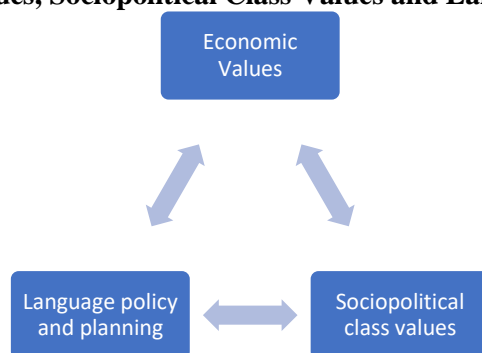 Sociopolitical Class Values and
Economic
Values
Language policy
and planning
Sociopolitical
class values